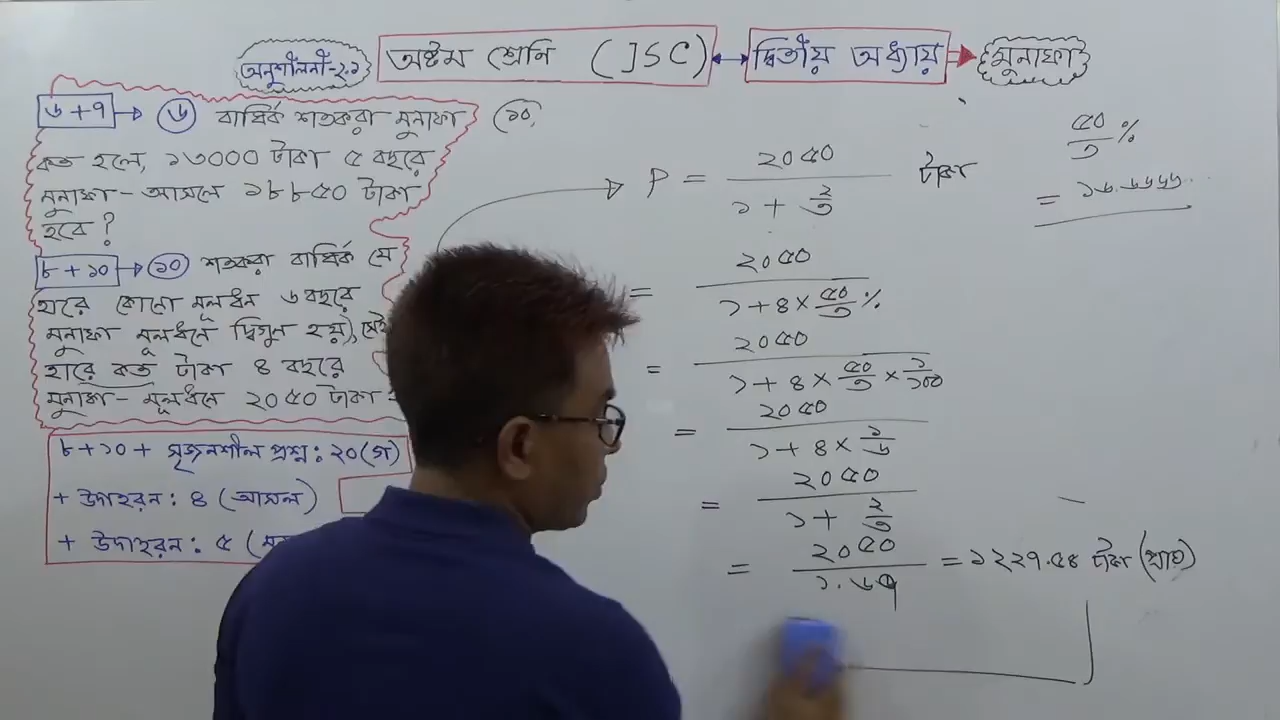 অনুশীলনী-২.১ অষ্টম শ্রেনি (JSC) দ্বিতীয় অধ্যায় মুনাফা
৬+৭ → ৬ বার্ষিক শতকরা মুনাফা
কত হলে, ১৩০০০ টাকা ৫ বছরে
মুনাফা-আসলে ১৮৮৫০ টাকা
হবে?
৮+১০ → ১০ শতকরা বার্ষিক যে
হারে কোনো মূলধন ৬ বছরে
মুনাফা মূলধনে দ্বিগুন হয়, সেই
হারে কত টাকা ৪ বছরে
মুনাফা-মূলধনে ২০৫০ টাকা
৮+১০ + সৃজনশীল প্রশ্ন: ২০(গ)
+ উদাহরন: ৪ (আসল)
+ উদাহরন: ৫
১০,
P = ২০৫০ / ১ + ২/৩ টাকা
= ২০৫০ / ১+৪×৫০/৩%
= ২০৫০ / ১+৪×৫০/৩×১/১০০
= ২০৫০ / ১+৪×১/৬
= ২০৫০ / ১+ ২/৩
= ২০৫০ / ১.৬৭ = ১২২৭.৫৪ টাকা (প্রায়)
৫০/৩ %
= ১৬.৬৬৬৬..